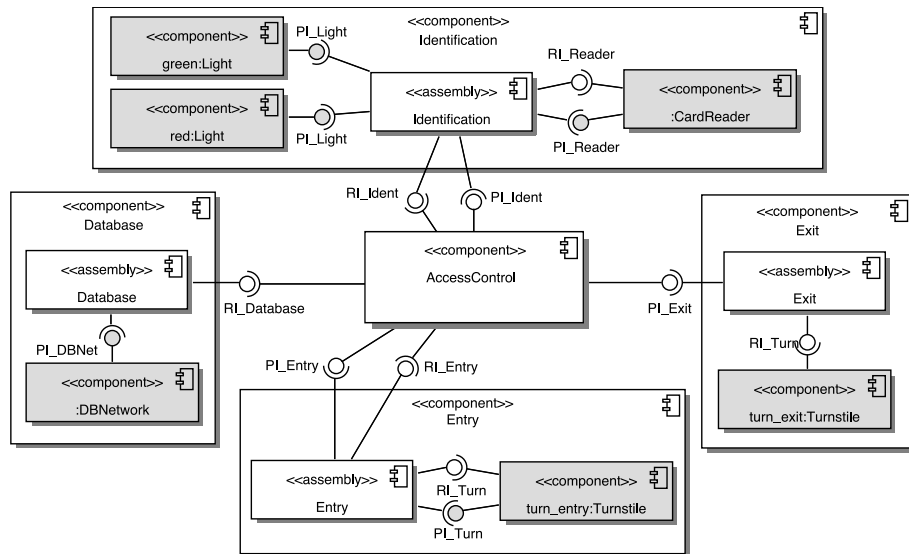 <<component>>
Identification
<<component>>
green:Light
PI_Light
<<component>>
red:Light
PI_Light
<<assembly>>
Identification
RI_Reader
PI_Reader
<<component>>
:CardReader
RI_Ident
PI_Ident
<<component>>
Database
<<assembly>>
Database
PI_DBNet
<<component>>
:DBNetwork
RI_Database
<<component>>
AccessControl
PI_Exit
<<component>>
Exit
<<assembly>>
Exit
RI_Turn
<<component>>
turn_exit:Turnstile
PI_Entry
RI_Entry
<<component>>
Entry
<<assembly>>
Entry
RI_Turn
PI_Turn
<<component>>
turn_entry:Turnstile